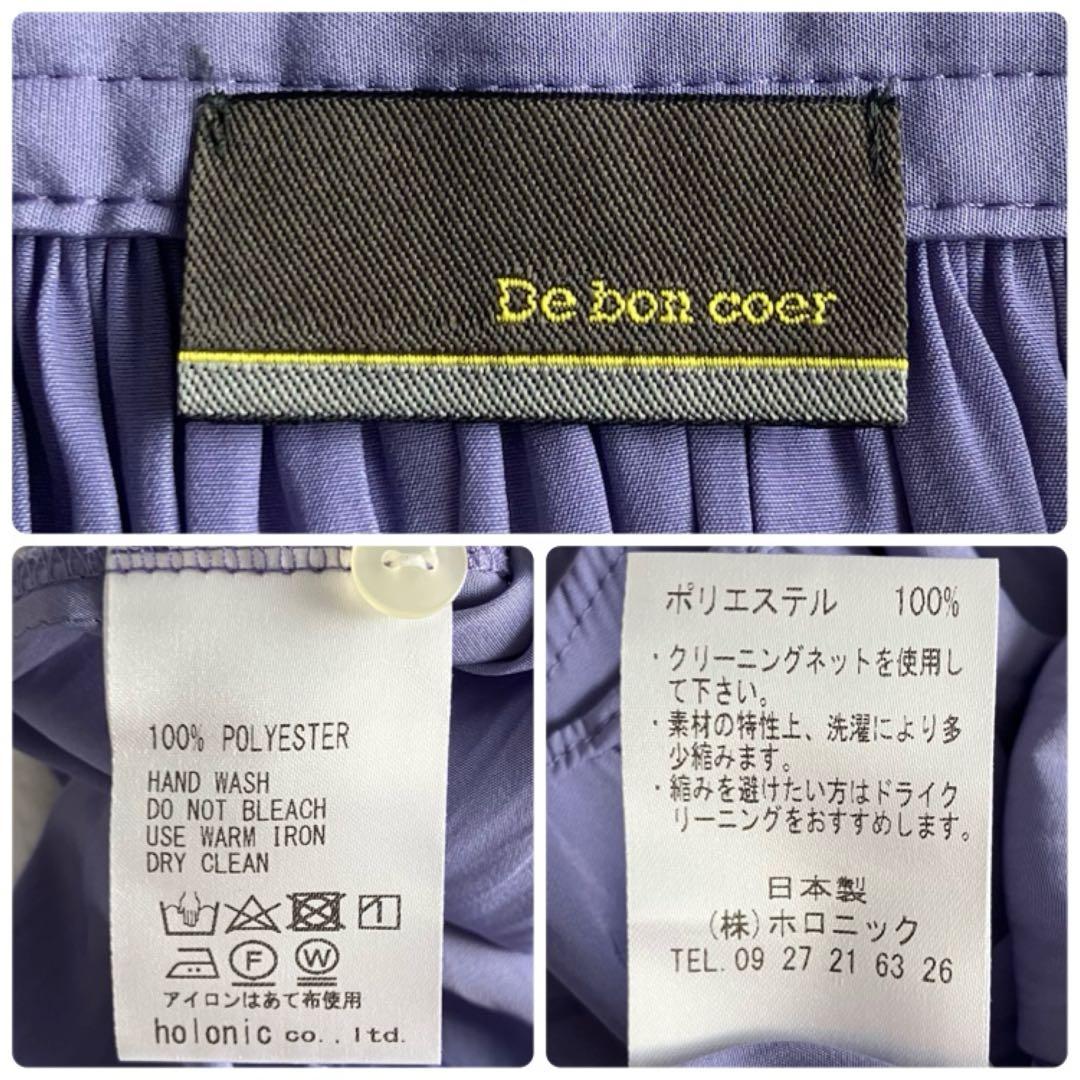 De bon coer
100% POLYESTER
HAND WASH
DO NOT BLEACH
USE WARM IRON
DRY CLEAN
F W
アイロンはあて布使用
holonic co., ltd.
ポリエステル 100%
・クリーニングネットを使用し
て下さい。
・素材の特性上、洗濯により多
少縮みます。
・縮みを避けたい方はドライク
リーニングをおすすめします。
日本製
(株)ホロニック
TEL. 09 27 21 63 26